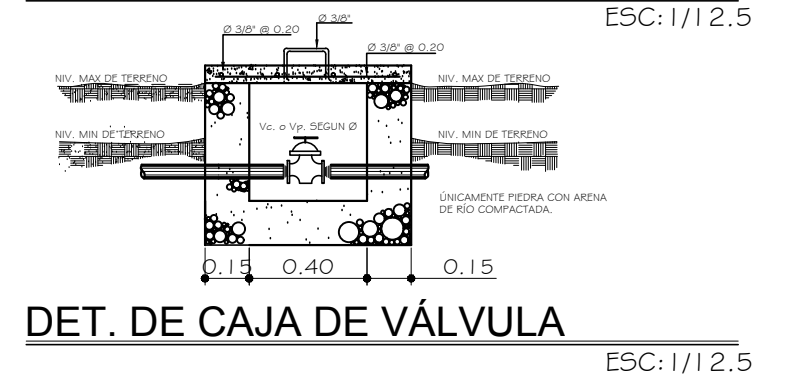 ESC:1/12.5
Ø 3/8"
Ø 3/8" @ 0.20
Ø 3/8" @ 0.20
NIV. MAX DE TERRENO
NIV. MAX DE TERRENO
Vc. o Vp. SEGUN Ø
NIV. MIN DE TERRENO
NIV. MIN DE TERRENO
ÚNICAMENTE PIEDRA CON ARENA
DE RÍO COMPACTADA.
0.15 0.40 0.15
DET. DE CAJA DE VÁLVULA
ESC:1/12.5